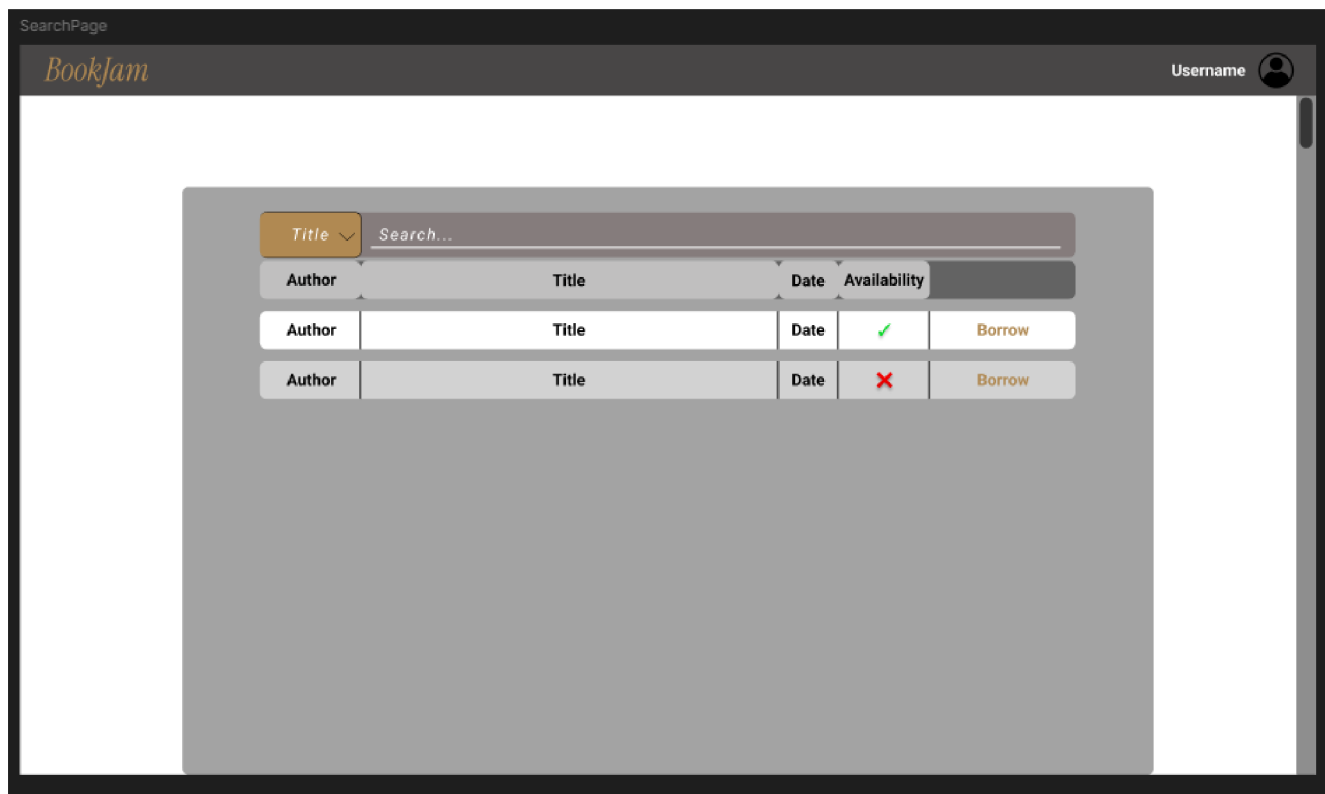 SearchPage
BookJam Username
Title Search...
Author Title Date Availability
Author Title Date Borrow
Author Title Date Borrow